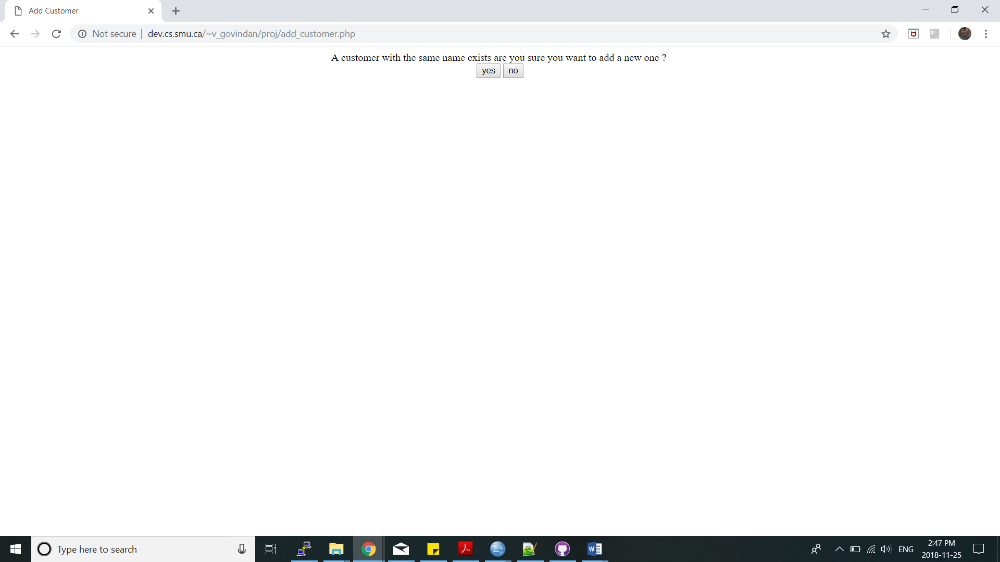 Add Customer
Not secure | dev.cs.smu.ca/~v_govindan/proj/add_customer.php
A customer with the same name exists are you sure you want to add a new one ?
yes no
Type here to search
ENG
2:47 PM
2018-11-25